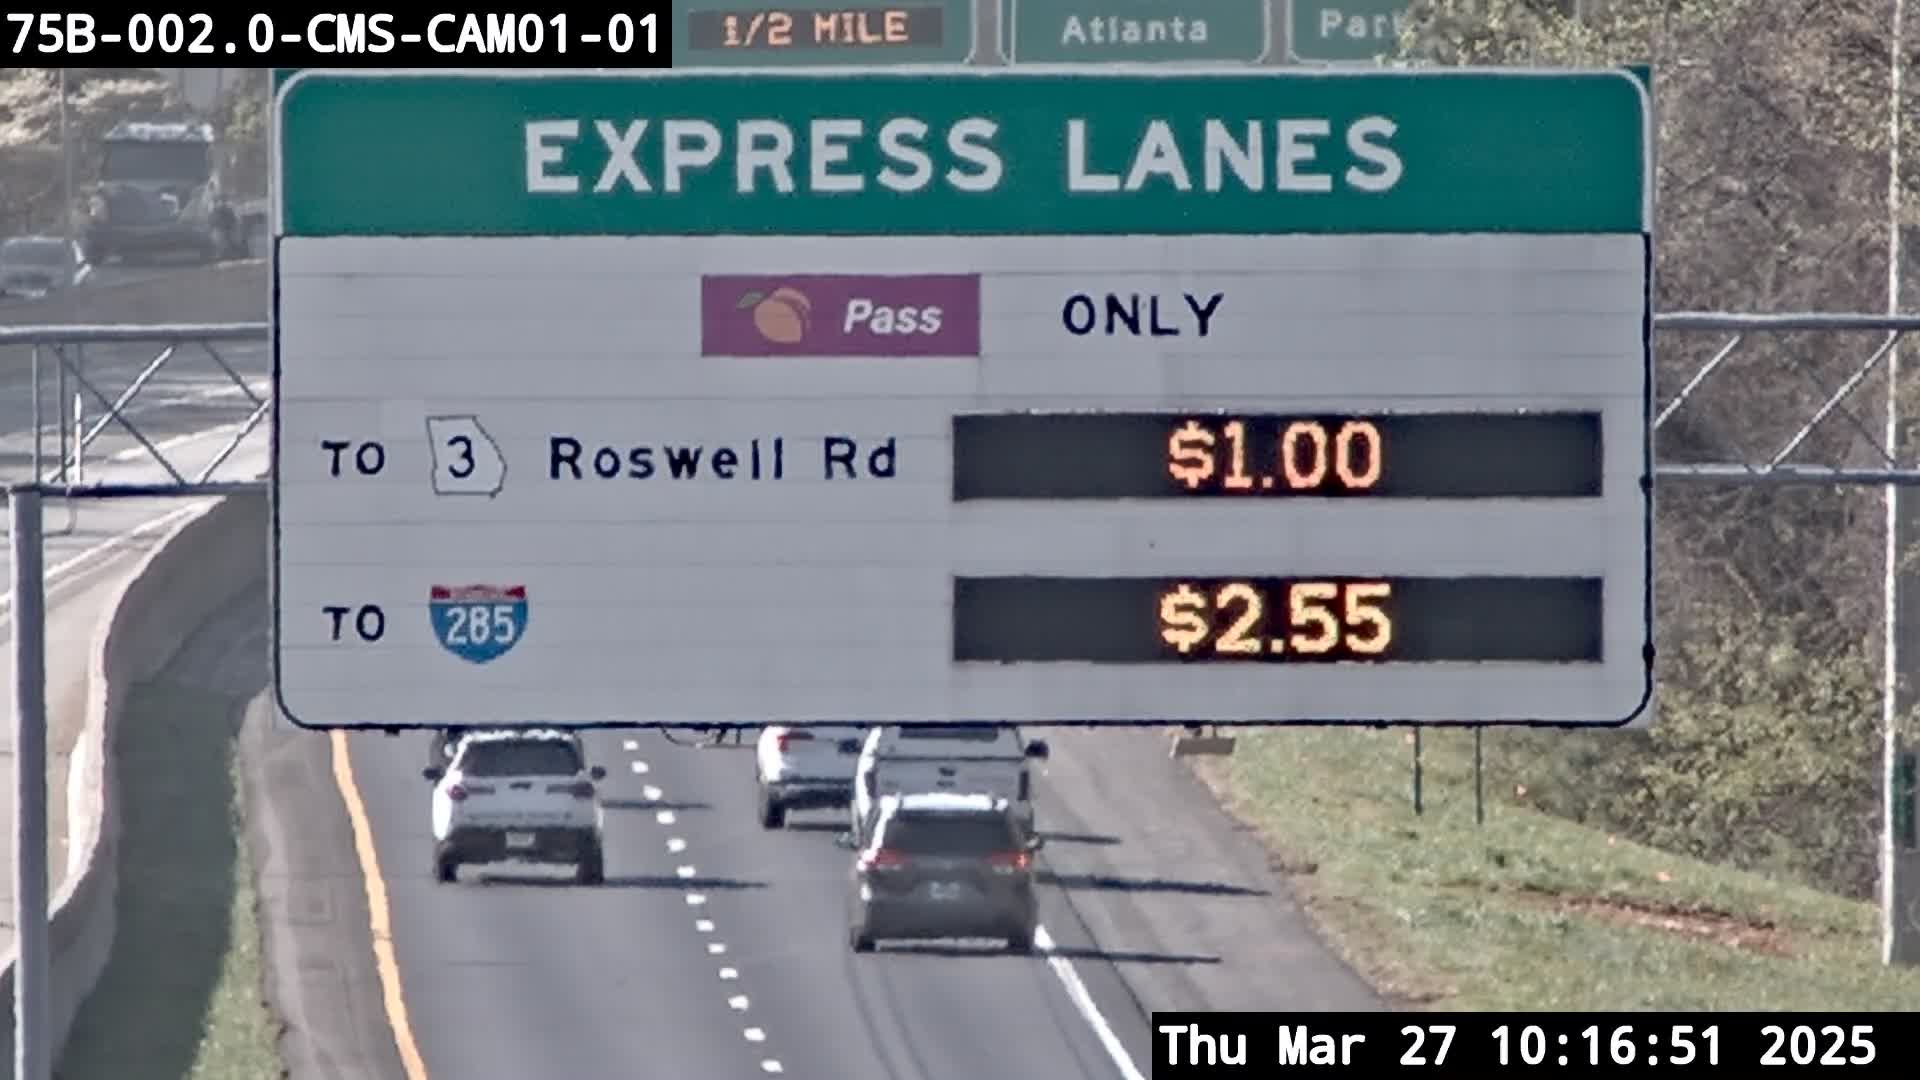 75B-002.0-CMS-CAM01-01
1/2 MILE
Atlanta
EXPRESS LANES
Pass ONLY
TO 3 Roswell Rd $1.00
TO 285 $2.55
Thu Mar 27 10:16:51 2025